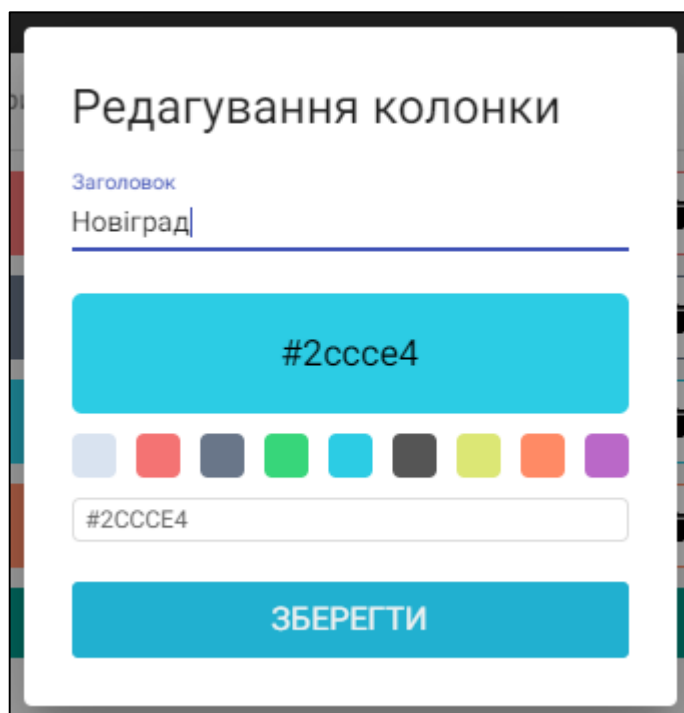 Редагування колонки
Заголовок
Новіград
#2ccce4
#2CCCE4
ЗБЕРЕГТИ